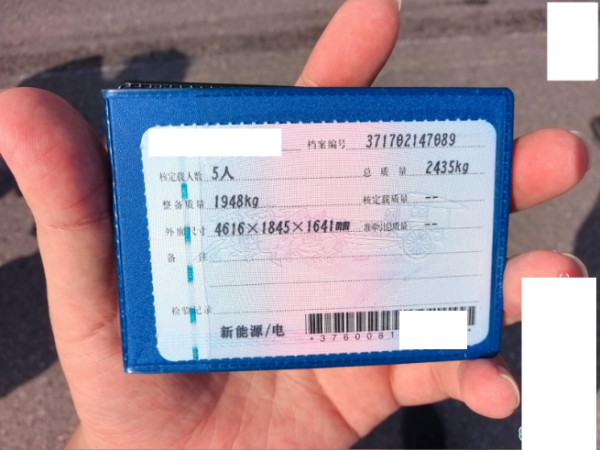 档案编号 371702147089
核定载人数 5人 总质量 2435kg
整备质量 1948kg 核定载质量 --
外廓尺寸 4616×1845×1641mm 准牵引总质量 --
备注
检验记录
新能源/电
*3760081